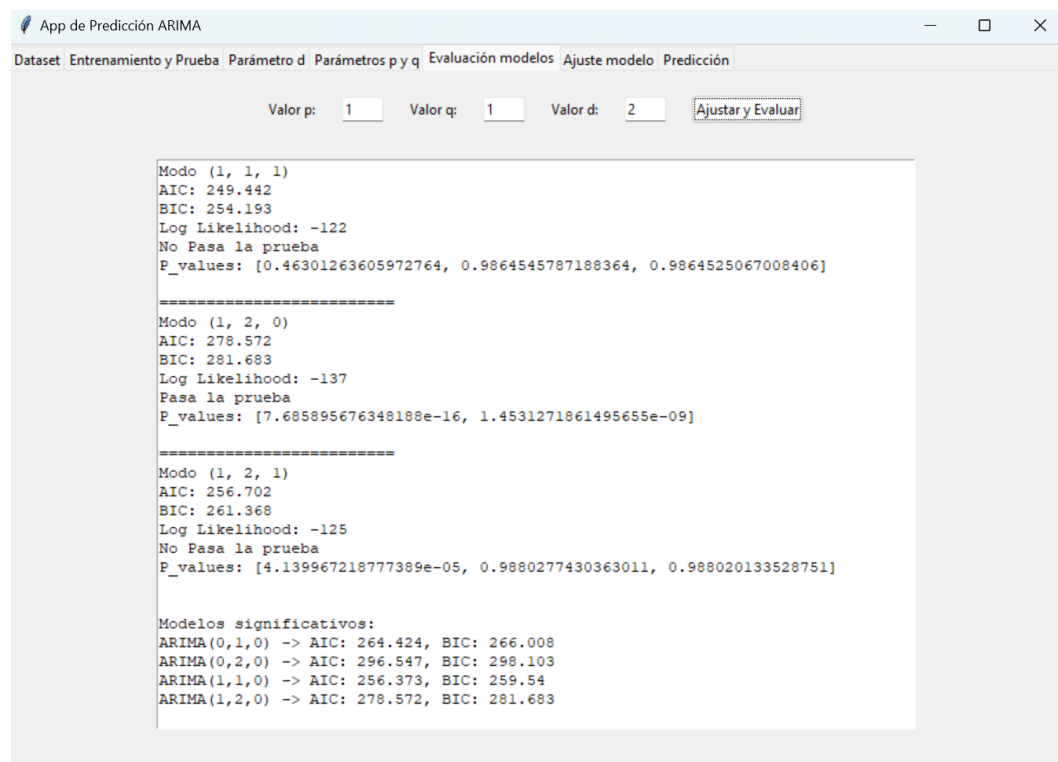 App de Predicción ARIMA
Dataset Entrenamiento y Prueba Parámetro d Parámetros p y q Evaluación modelos Ajuste modelo Predicción
Valor p: 1 Valor q: 1 Valor d: 2 Ajustar y Evaluar
Modo (1, 1, 1)
AIC: 249.442
BIC: 254.193
Log Likelihood: -122
No Pasa la prueba
P_values: [0.46301263605972764, 0.9864545787188364, 0.9864525067008406]
=========================
Modo (1, 2, 0)
AIC: 278.572
BIC: 281.683
Log Likelihood: -137
Pasa la prueba
P_values: [7.685895676348188e-16, 1.4531271861495655e-09]
=========================
Modo (1, 2, 1)
AIC: 256.702
BIC: 261.368
Log Likelihood: -125
No Pasa la prueba
P_values: [4.139967218777389e-05, 0.9880277430363011, 0.988020133528751]
Modelos significativos:
ARIMA(0,1,0) -> AIC: 264.424, BIC: 266.008
ARIMA(0,2,0) -> AIC: 296.547, BIC: 298.103
ARIMA(1,1,0) -> AIC: 256.373, BIC: 259.54
ARIMA(1,2,0) -> AIC: 278.572, BIC: 281.683